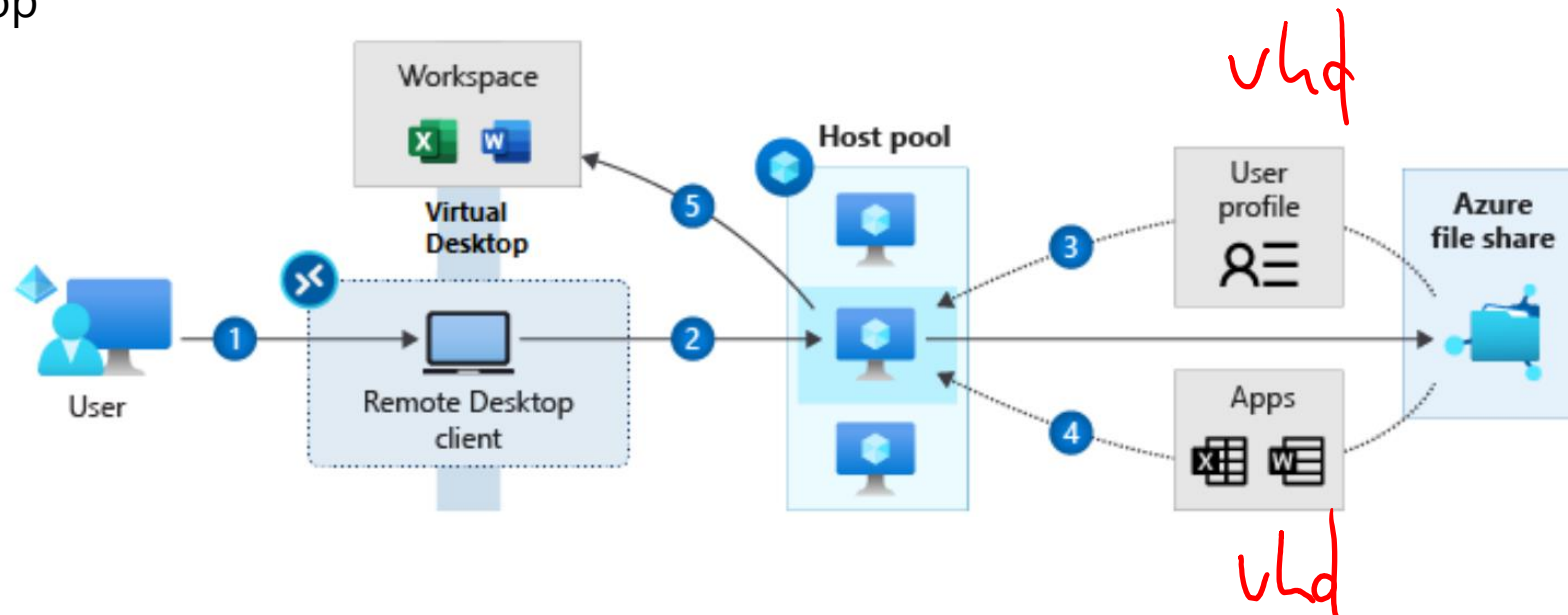 op
vhd
Workspace
X W
Host pool
User
profile
Virtual
Desktop
5
3
Azure
file share
1
2
User
Remote Desktop
client
Apps
4
X W
vhd